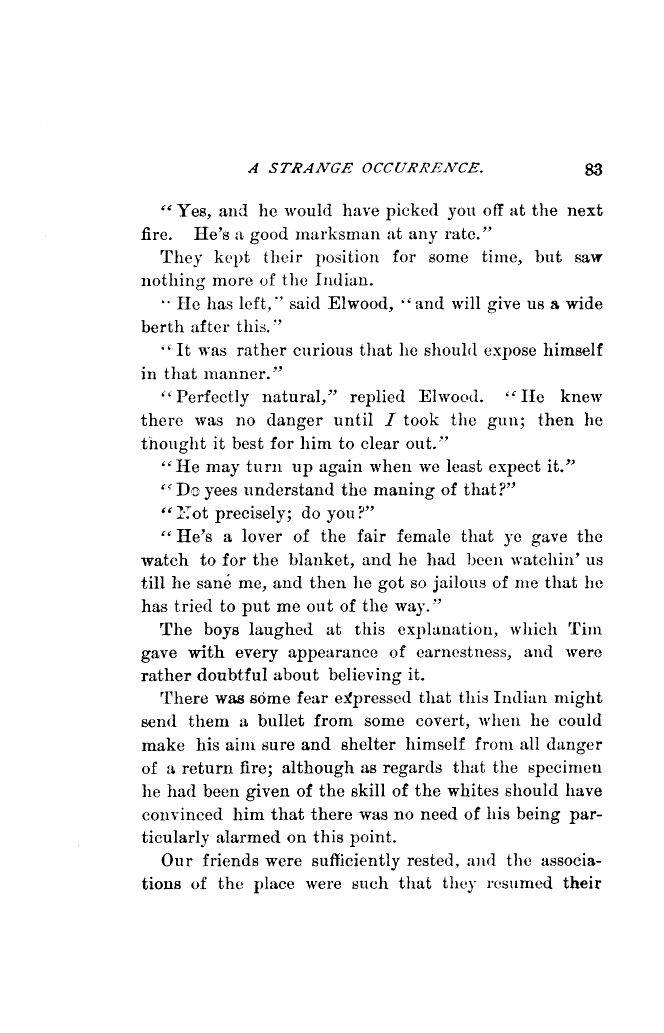 A STRANGE OCCURRENCE. 83
“Yes, and he would have picked you off at the next
fire. He's a good marksman at any rate.”
They kept their position for some time, but saw
nothing more of the Indian.
“He has left,” said Elwood, “and will give us a wide
berth after this.”
“It was rather curious that he should expose himself
in that manner.”
“Perfectly natural,” replied Elwood. “He knew
there was no danger until I took the gun; then he
thought it best for him to clear out.”
“He may turn up again when we least expect it.”
“Do yees understand the maning of that?”
“Not precisely; do you?”
“He's a lover of the fair female that ye gave the
watch to for the blanket, and he had been watchin' us
till he sané me, and then he got so jailous of me that he
has tried to put me out of the way.”
The boys laughed at this explanation, which Tim
gave with every appearance of earnestness, and were
rather doubtful about believing it.
There was some fear expressed that this Indian might
send them a bullet from some covert, when he could
make his aim sure and shelter himself from all danger
of a return fire; although as regards that the specimen
he had been given of the skill of the whites should have
convinced him that there was no need of his being par-
ticularly alarmed on this point.
Our friends were sufficiently rested, and the associa-
tions of the place were such that they resumed their